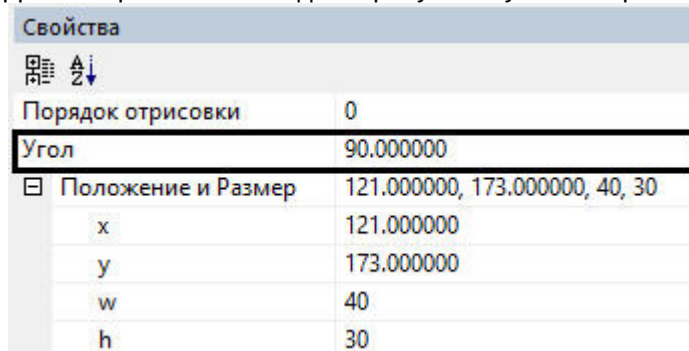 Свойства
Порядок отрисовки 0
Угол 90.000000
Положение и Размер 121.000000, 173.000000, 40, 30
x 121.000000
y 173.000000
w 40
h 30